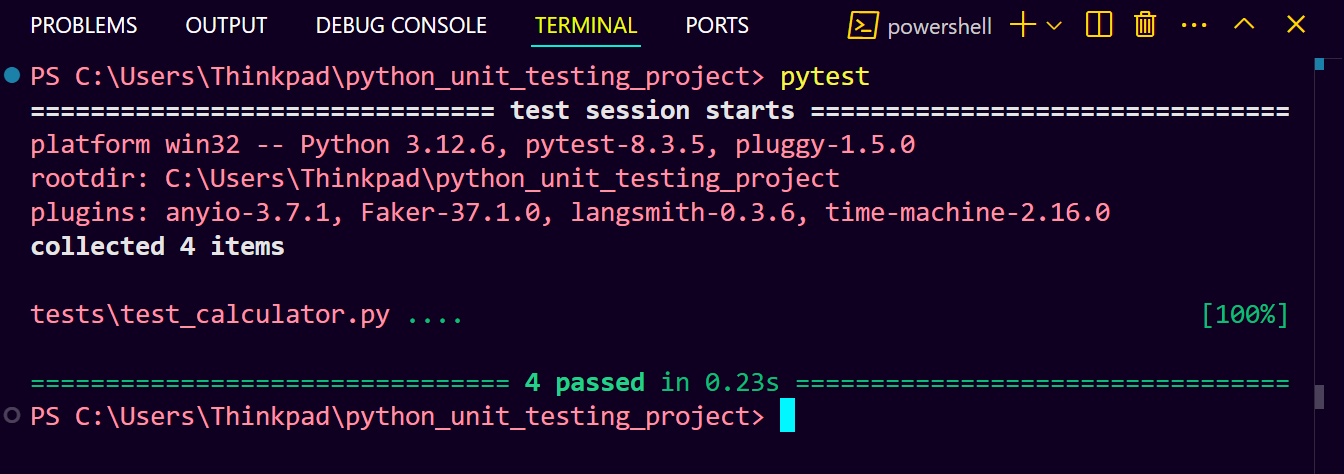 PROBLEMS OUTPUT DEBUG CONSOLE TERMINAL PORTS powershell
PS C:\Users\Thinkpad\python_unit_testing_project> pytest
=============================== test session starts ================================
platform win32 -- Python 3.12.6, pytest-8.3.5, pluggy-1.5.0
rootdir: C:\Users\Thinkpad\python_unit_testing_project
plugins: anyio-3.7.1, Faker-37.1.0, langsmith-0.3.6, time-machine-2.16.0
collected 4 items
tests\test_calculator.py .... [100%]
================================ 4 passed in 0.23s =================================
PS C:\Users\Thinkpad\python_unit_testing_project>